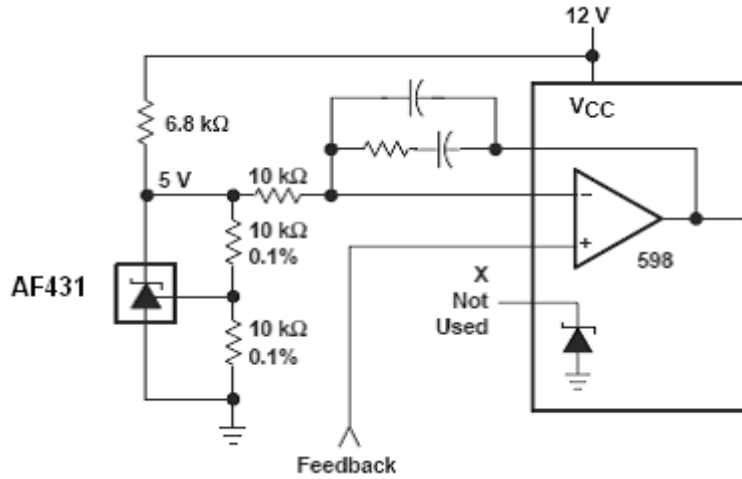 12 V
VCC
6.8 kΩ
5 V
10 kΩ
10 kΩ
0.1%
AF431
10 kΩ
0.1%
−
+
598
X
Not
Used
Feedback